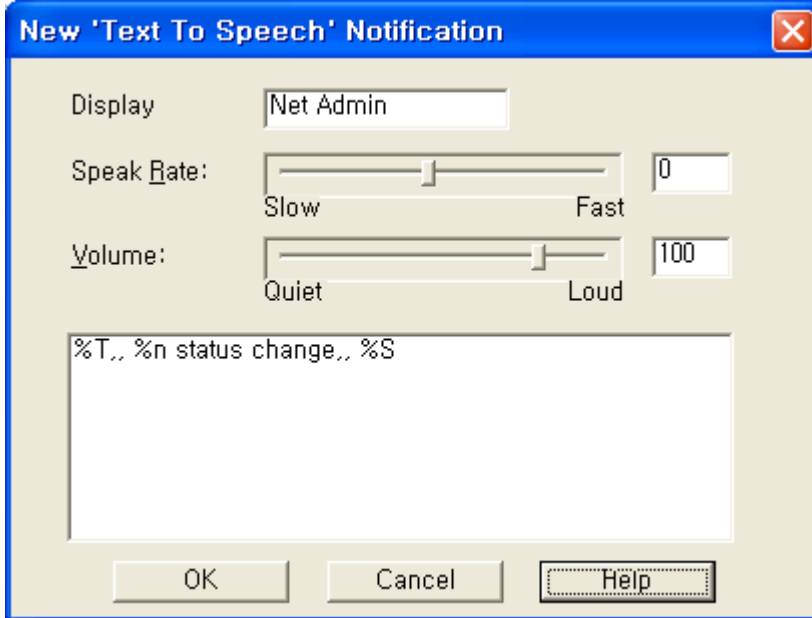 New 'Text To Speech' Notification
Display Net Admin
Speak Rate: 0
Slow Fast
Volume: 100
Quiet Loud
%T,, %n status change,, %S
OK Cancel Help